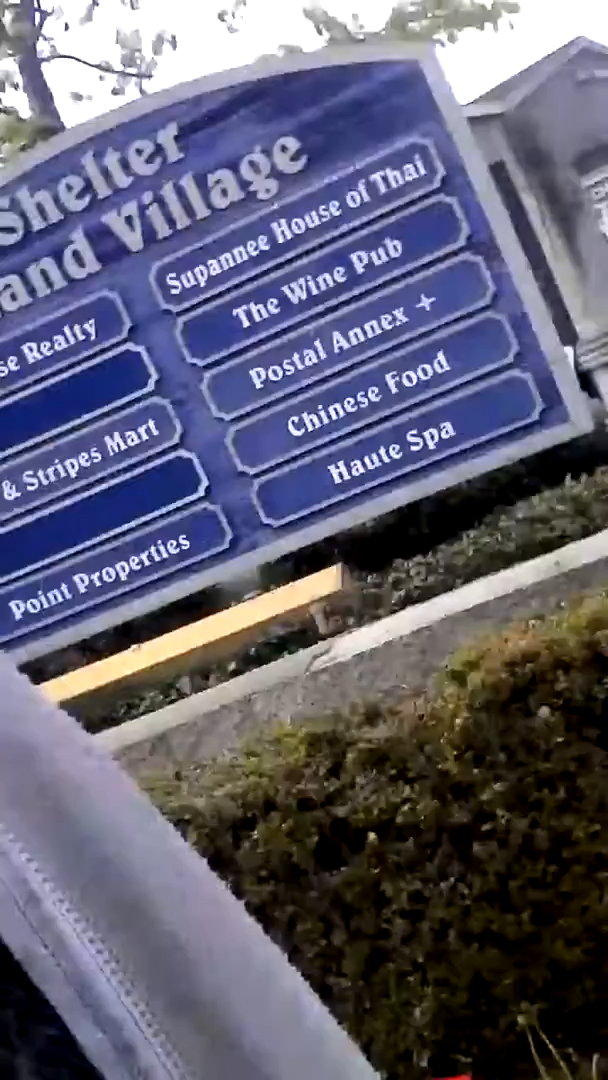 Shelter
and Village
se Realty
& Stripes Mart
Point Properties
Supannee House of Thai
The Wine Pub
Postal Annex +
Chinese Food
Haute Spa